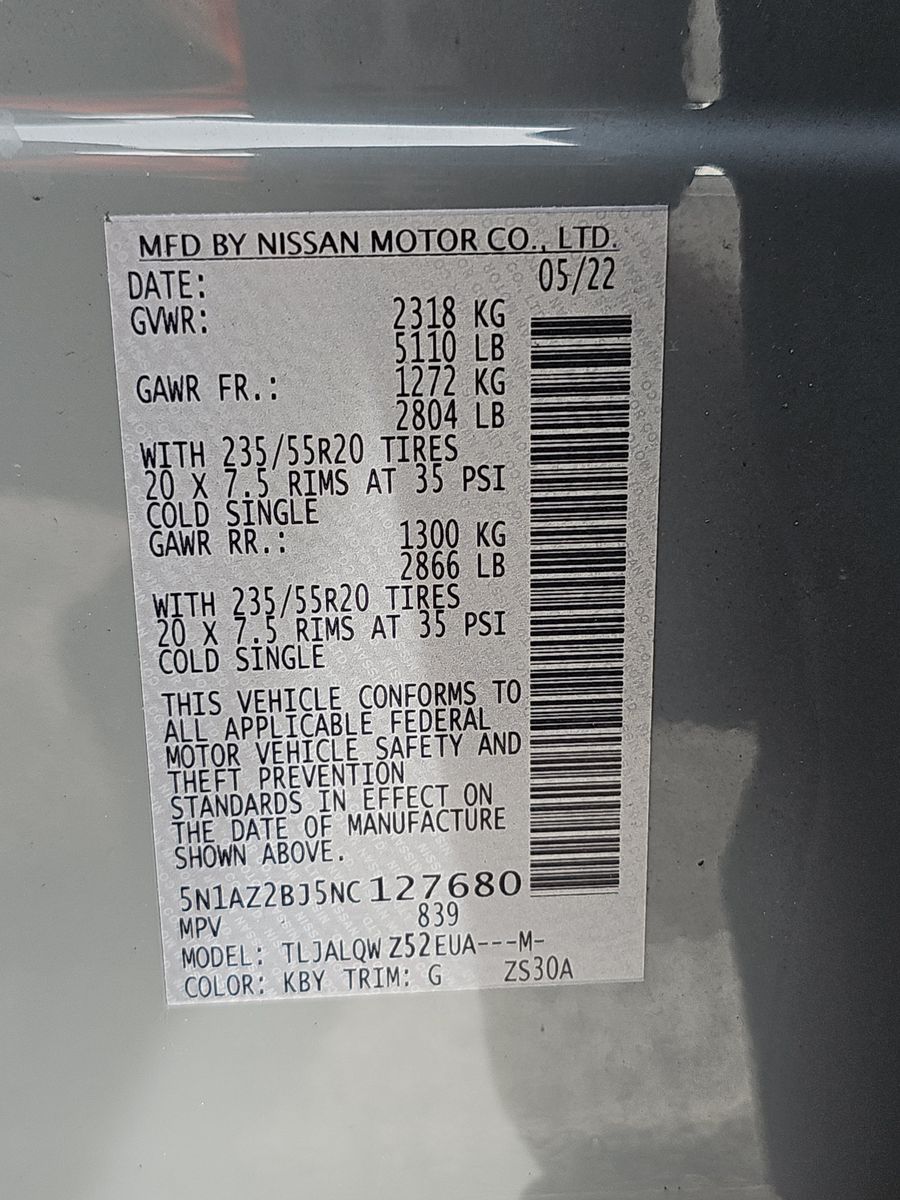 MFD BY NISSAN MOTOR CO., LTD.
DATE: 05/22
GVWR: 2318 KG
5110 LB
GAWR FR.: 1272 KG
2804 LB
WITH 235/55R20 TIRES
20 X 7.5 RIMS AT 35 PSI
COLD SINGLE
GAWR RR.: 1300 KG
2866 LB
WITH 235/55R20 TIRES
20 X 7.5 RIMS AT 35 PSI
COLD SINGLE
THIS VEHICLE CONFORMS TO
ALL APPLICABLE FEDERAL
MOTOR VEHICLE SAFETY AND
THEFT PREVENTION
STANDARDS IN EFFECT ON
THE DATE OF MANUFACTURE
SHOWN ABOVE.
5N1AZ2BJ5NC127680
MPV 839
MODEL: TLJALQW Z52EUA---M-
COLOR: KBY TRIM: G ZS30A